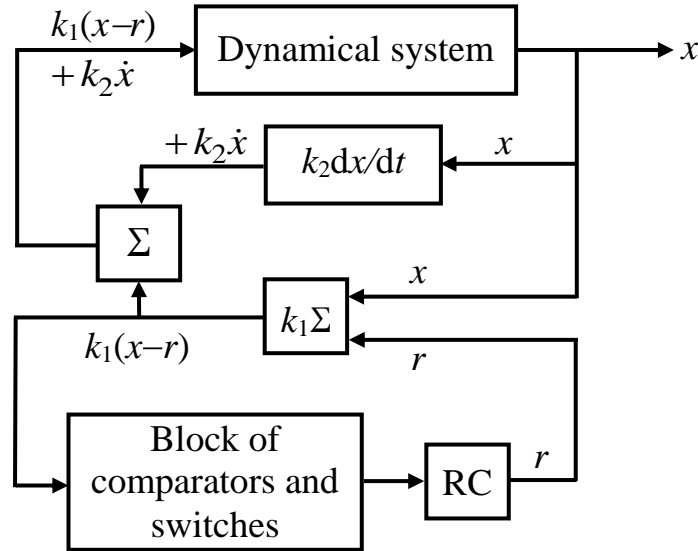 k₁(x−r)
+ k₂ẋ
Dynamical system
x
+ k₂ẋ
k₂dx/dt
x
Σ
x
k₁Σ
k₁(x−r)
r
Block of
comparators and
switches
RC
r